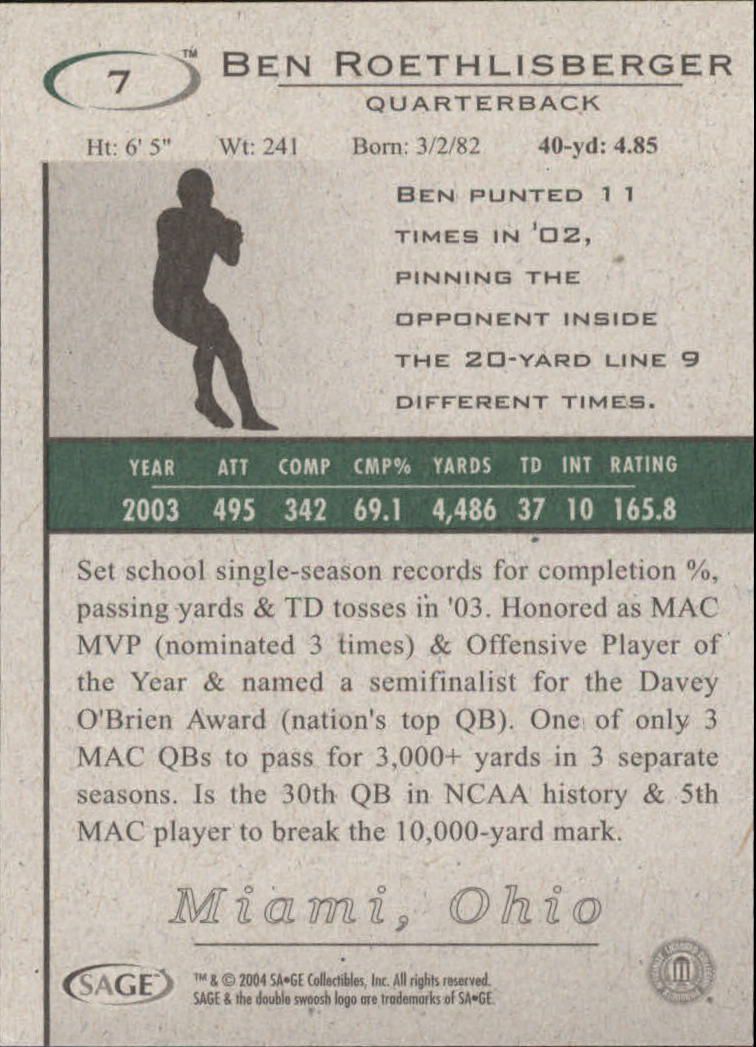 7 ™
BEN ROETHLISBERGER
QUARTERBACK
Ht: 6' 5" Wt: 241 Born: 3/2/82 40-yd: 4.85
BEN PUNTED 11
TIMES IN '02,
PINNING THE
OPPONENT INSIDE
THE 20-YARD LINE 9
DIFFERENT TIMES.
YEAR ATT COMP CMP% YARDS TD INT RATING
2003 495 342 69.1 4,486 37 10 165.8
Set school single-season records for completion %,
passing yards & TD tosses in '03. Honored as MAC
MVP (nominated 3 times) & Offensive Player of
the Year & named a semifinalist for the Davey
O'Brien Award (nation's top QB). One of only 3
MAC QBs to pass for 3,000+ yards in 3 separate
seasons. Is the 30th QB in NCAA history & 5th
MAC player to break the 10,000-yard mark.
Miami, Ohio
SAGE
™ & © 2004 SA•GE Collectibles, Inc. All rights reserved.
SAGE & the double swoosh logo are trademarks of SA•GE.